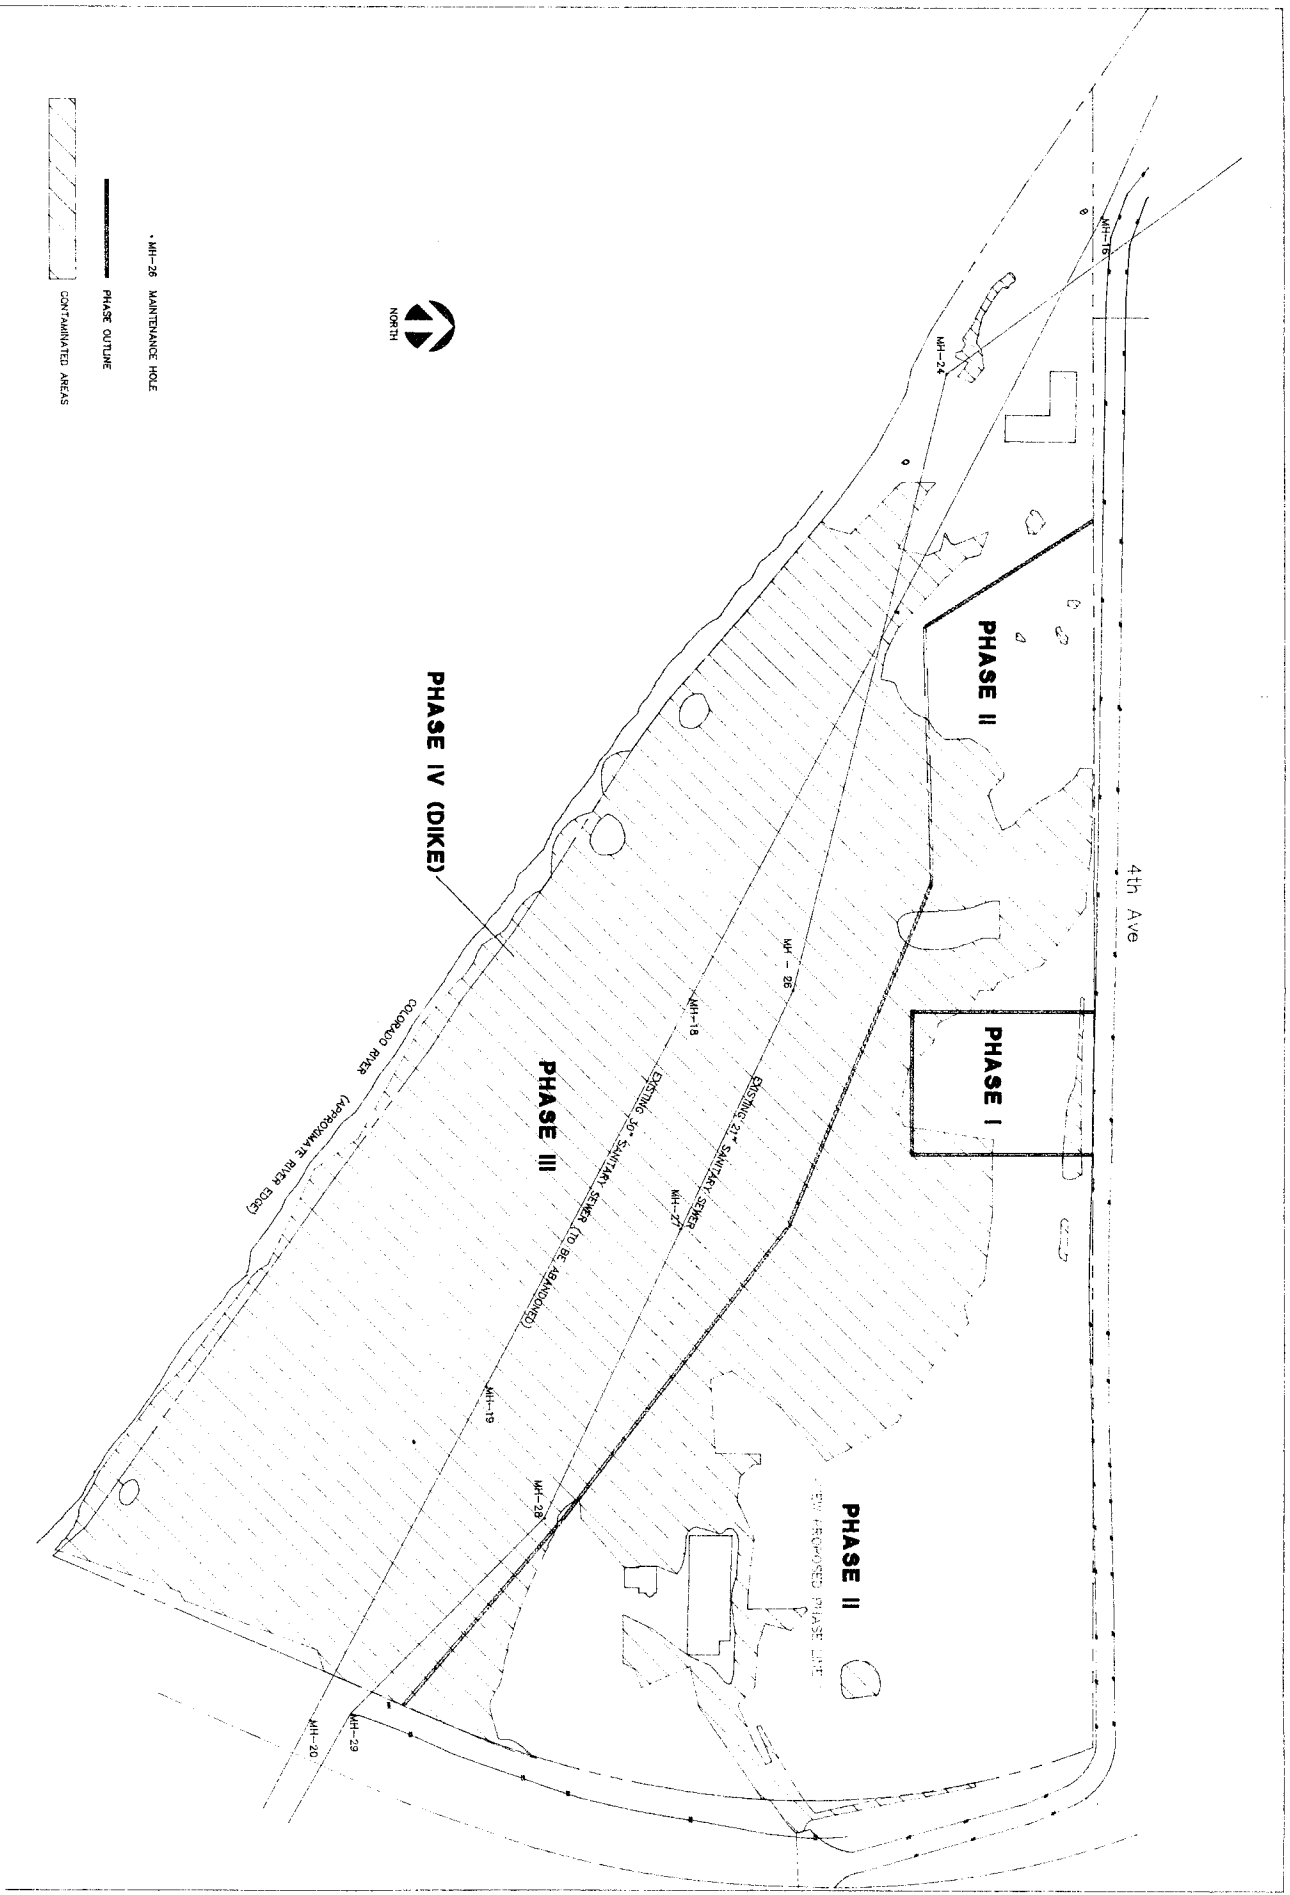 4th Ave
MH-16
MH-24
PHASE II
PHASE I
PHASE II
PROPOSED PHASE LINE
MH - 26
MH-18
EXISTING 21" SANITARY SEWER
MH-27
EXISTING 30" SANITARY SEWER (TO BE ABANDONED)
PHASE III
MH-19
MH-28
MH-29
MH-20
PHASE IV (DIKE)
COLORADO RIVER
(APPROXIMATE RIVER EDGE)
NORTH
MH-26 MAINTENANCE HOLE
PHASE OUTLINE
CONTAMINATED AREAS